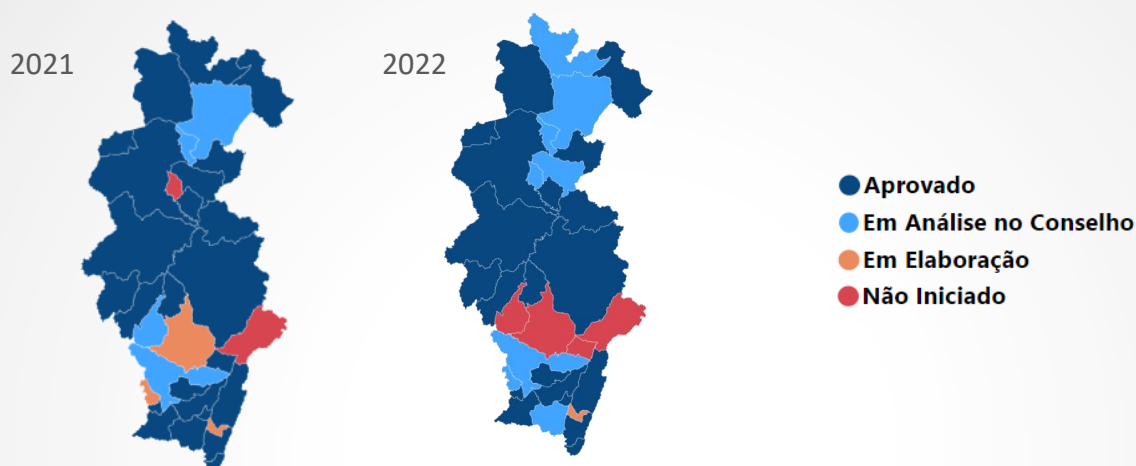 2021
2022
Aprovado
Em Análise no Conselho
Em Elaboração
Não Iniciado